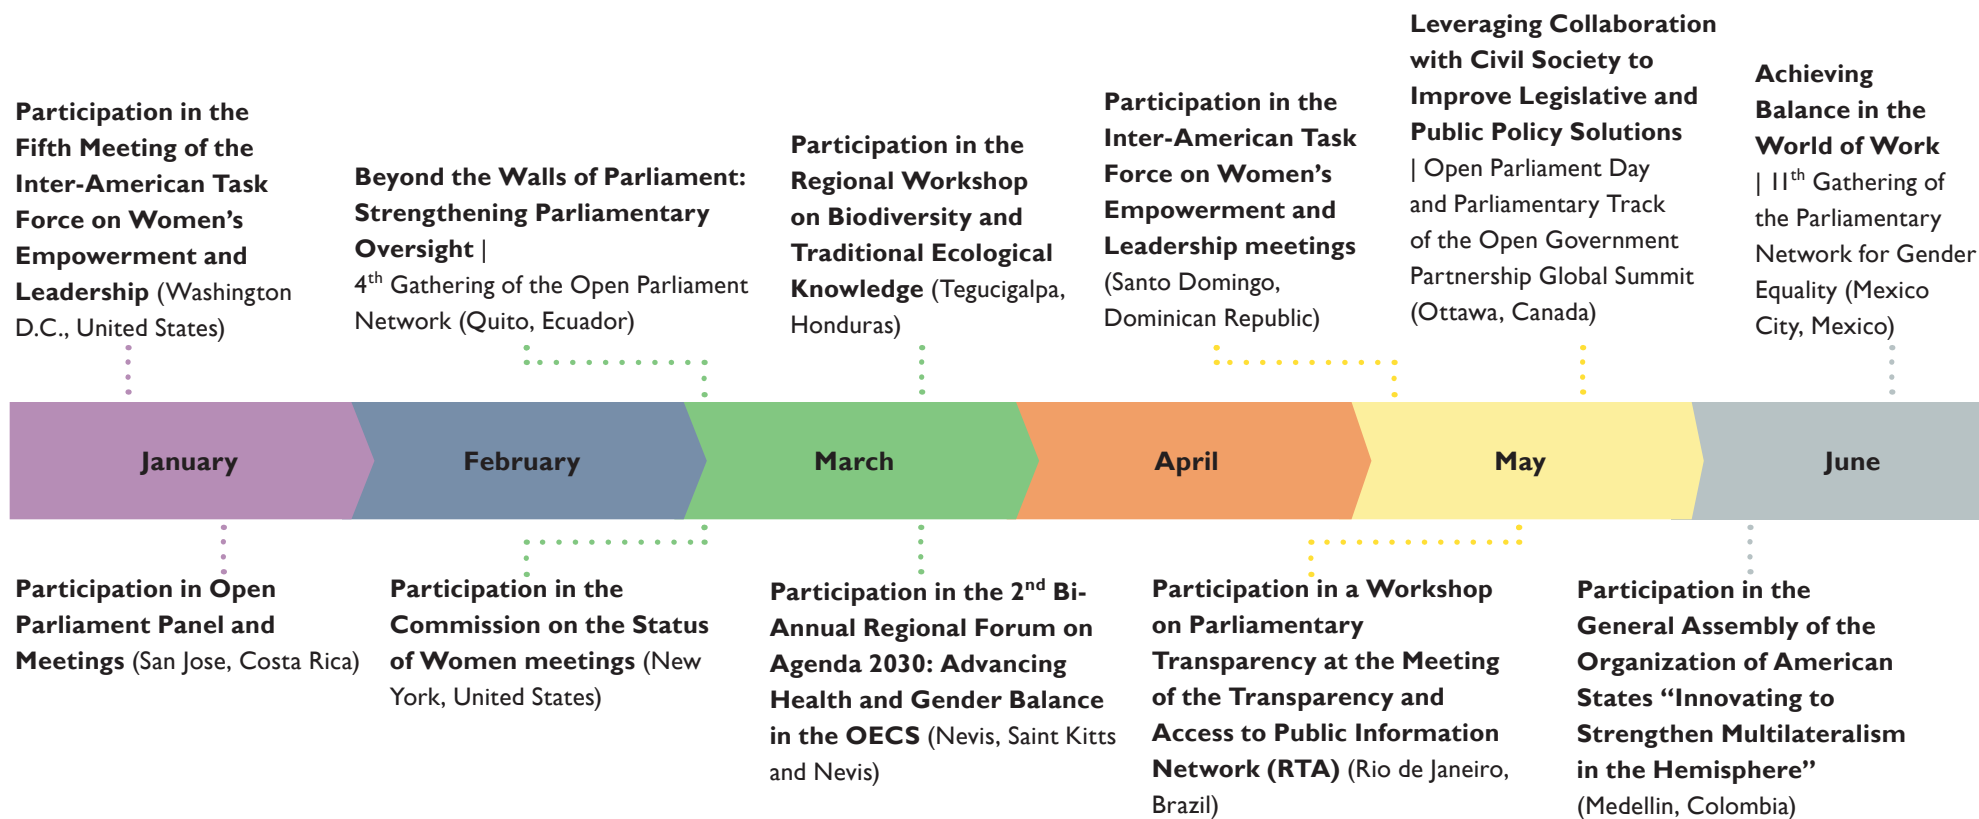 Participation in the
Fifth Meeting of the
Inter-American Task
Force on Women’s
Empowerment and
Leadership (Washington
D.C., United States)
Beyond the Walls of Parliament:
Strengthening Parliamentary
Oversight |
4th Gathering of the Open Parliament
Network (Quito, Ecuador)
Participation in the
Regional Workshop
on Biodiversity and
Traditional Ecological
Knowledge (Tegucigalpa,
Honduras)
Participation in the
Inter-American Task
Force on Women’s
Empowerment and
Leadership meetings
(Santo Domingo,
Dominican Republic)
Leveraging Collaboration
with Civil Society to
Improve Legislative and
Public Policy Solutions
| Open Parliament Day
and Parliamentary Track
of the Open Government
Partnership Global Summit
(Ottawa, Canada)
Achieving
Balance in the
World of Work
| 11th Gathering of
the Parliamentary
Network for Gender
Equality (Mexico
City, Mexico)
January
February
March
April
May
June
Participation in Open
Parliament Panel and
Meetings (San Jose, Costa Rica)
Participation in the
Commission on the Status
of Women meetings (New
York, United States)
Participation in the 2nd Bi-
Annual Regional Forum on
Agenda 2030: Advancing
Health and Gender Balance
in the OECS (Nevis, Saint Kitts
and Nevis)
Participation in a Workshop
on Parliamentary
Transparency at the Meeting
of the Transparency and
Access to Public Information
Network (RTA) (Rio de Janeiro,
Brazil)
Participation in the
General Assembly of the
Organization of American
States “Innovating to
Strengthen Multilateralism
in the Hemisphere”
(Medellin, Colombia)